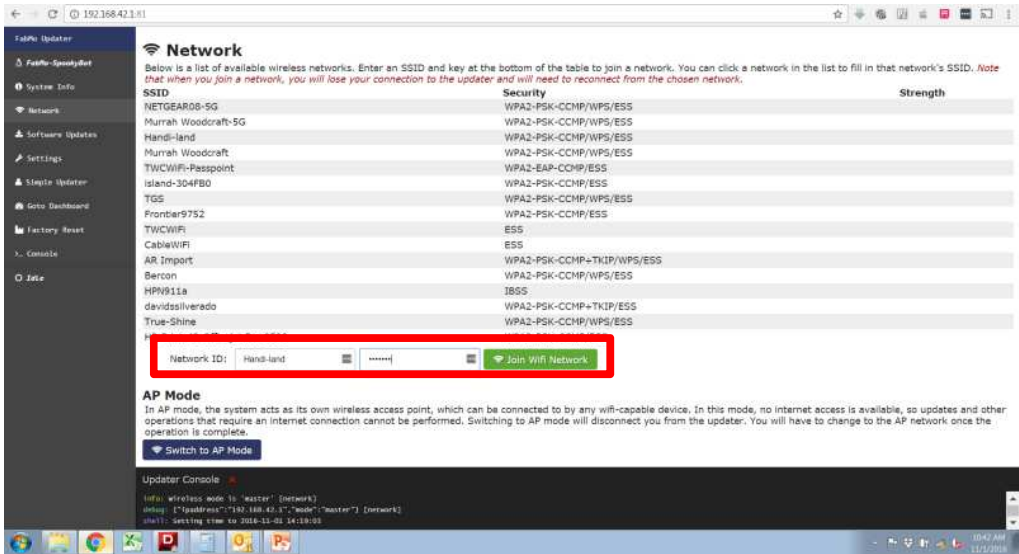 192.168.42.1:81
FabMo Updater
FabMo-SpookyBot
System Info
Network
Software Updates
Settings
Simple Updater
Goto Dashboard
Factory Reset
>_ Console
Idle
Network
Below is a list of available wireless networks. Enter an SSID and key at the bottom of the table to join a network. You can click a network in the list to fill in that network's SSID. Note
that when you join a network, you will lose your connection to the updater and will need to reconnect from the chosen network.
SSID Security Strength
NETGEAR08-5G WPA2-PSK-CCMP/WPS/ESS
Murrah Woodcraft-5G WPA2-PSK-CCMP/WPS/ESS
Handi-land WPA2-PSK-CCMP/WPS/ESS
Murrah Woodcraft WPA2-PSK-CCMP/WPS/ESS
TWCWiFi-Passpoint WPA2-EAP-CCMP/ESS
island-304FB0 WPA2-PSK-CCMP/ESS
TGS WPA2-PSK-CCMP/WPS/ESS
Frontier9752 WPA2-PSK-CCMP/ESS
TWCWiFi ESS
CableWiFi ESS
AR Import WPA2-PSK-CCMP+TKIP/WPS/ESS
Bercon WPA2-PSK-CCMP/WPS/ESS
HPN911a IBSS
davidssilverado WPA2-PSK-CCMP+TKIP/ESS
True-Shine WPA2-PSK-CCMP/WPS/ESS
WPA2-PSK-CCMP/WPS/ESS
Network ID: Handi-land ••••••• Join Wifi Network
AP Mode
In AP mode, the system acts as its own wireless access point, which can be connected to by any wifi-capable device. In this mode, no internet access is available, so updates and other
operations that require an internet connection cannot be performed. Switching to AP mode will disconnect you from the updater. You will have to change to the AP network once the
operation is complete.
Switch to AP Mode
Updater Console
info: wireless mode is 'master' [network]
debug: {"ipaddress":"192.168.42.1","mode":"master"} [network]
shell: Setting time to 2016-11-01 14:19:03
10:42 AM
11/1/2016